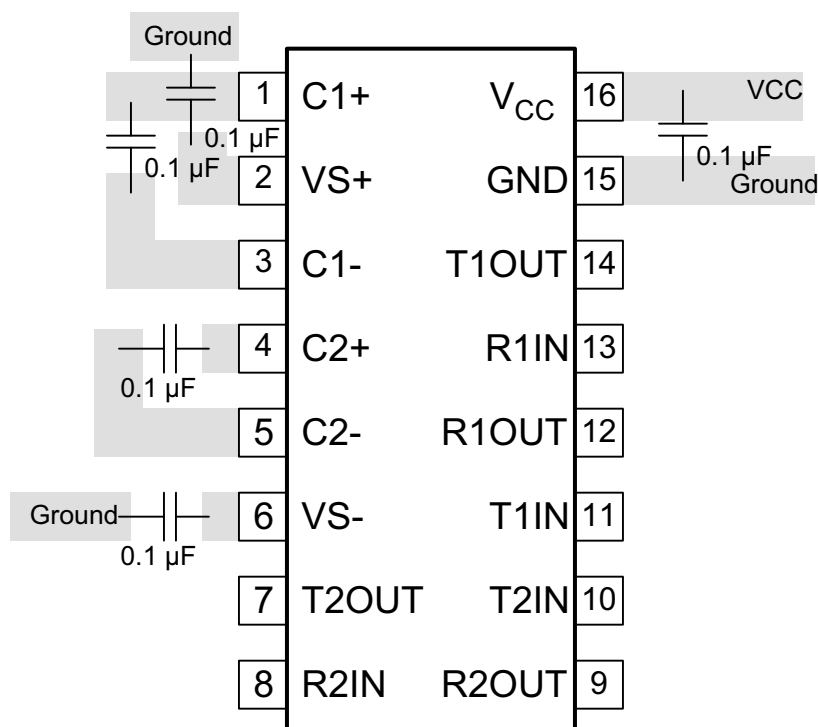 Ground
1 C1+ VCC 16 VCC
0.1 µF 0.1 µF
0.1 µF
2 VS+ GND 15 Ground
3 C1- T1OUT 14
4 C2+ R1IN 13
0.1 µF
5 C2- R1OUT 12
Ground 6 VS- T1IN 11
0.1 µF
7 T2OUT T2IN 10
8 R2IN R2OUT 9